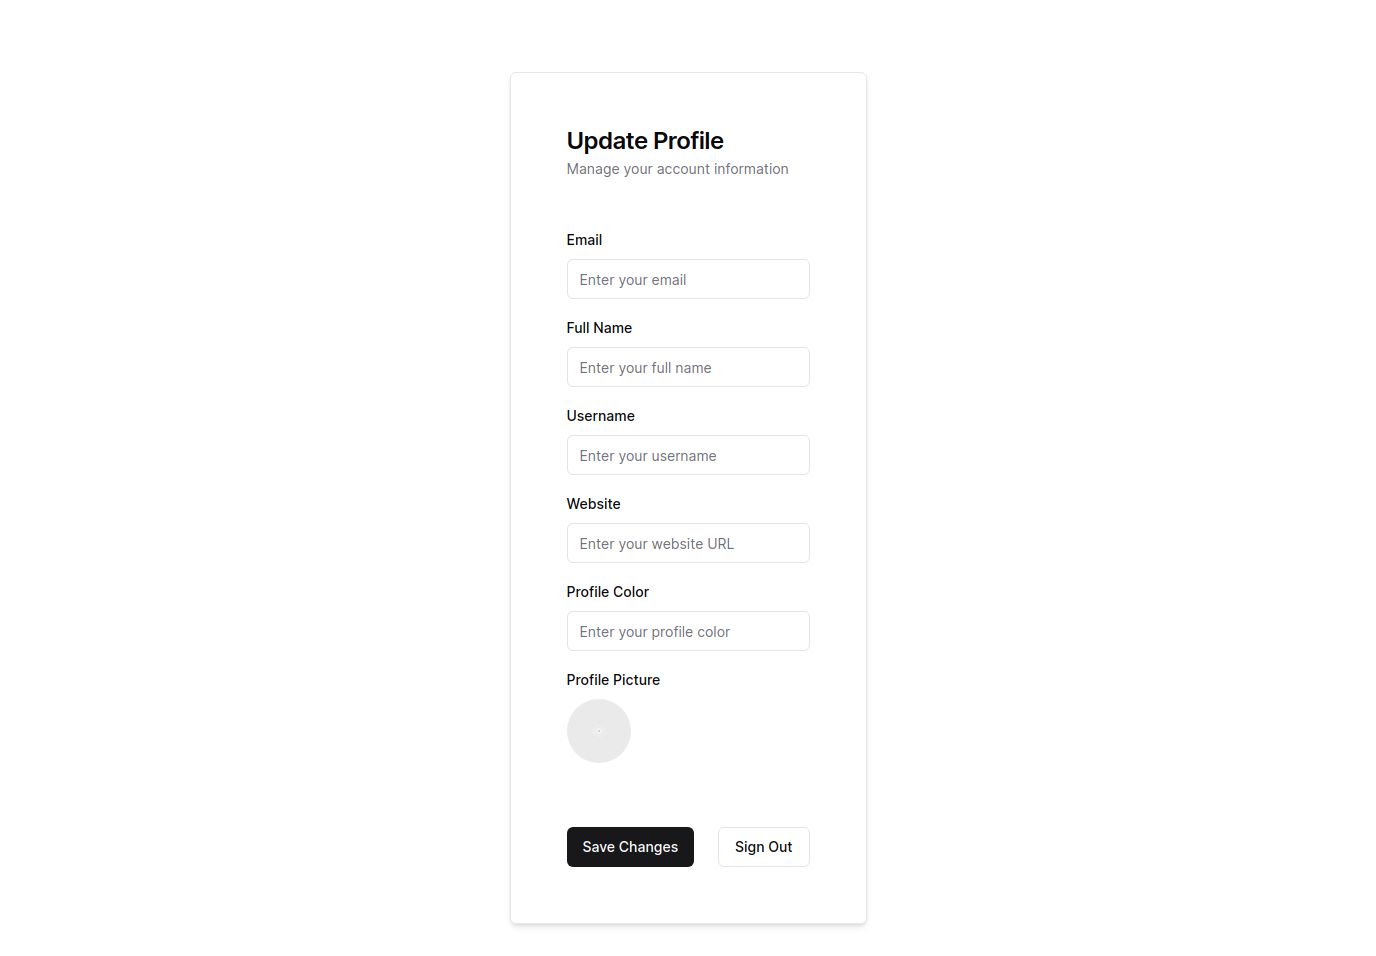 Update Profile
Manage your account information
Email
Enter your email
Full Name
Enter your full name
Username
Enter your username
Website
Enter your website URL
Profile Color
Enter your profile color
Profile Picture
Save Changes
Sign Out